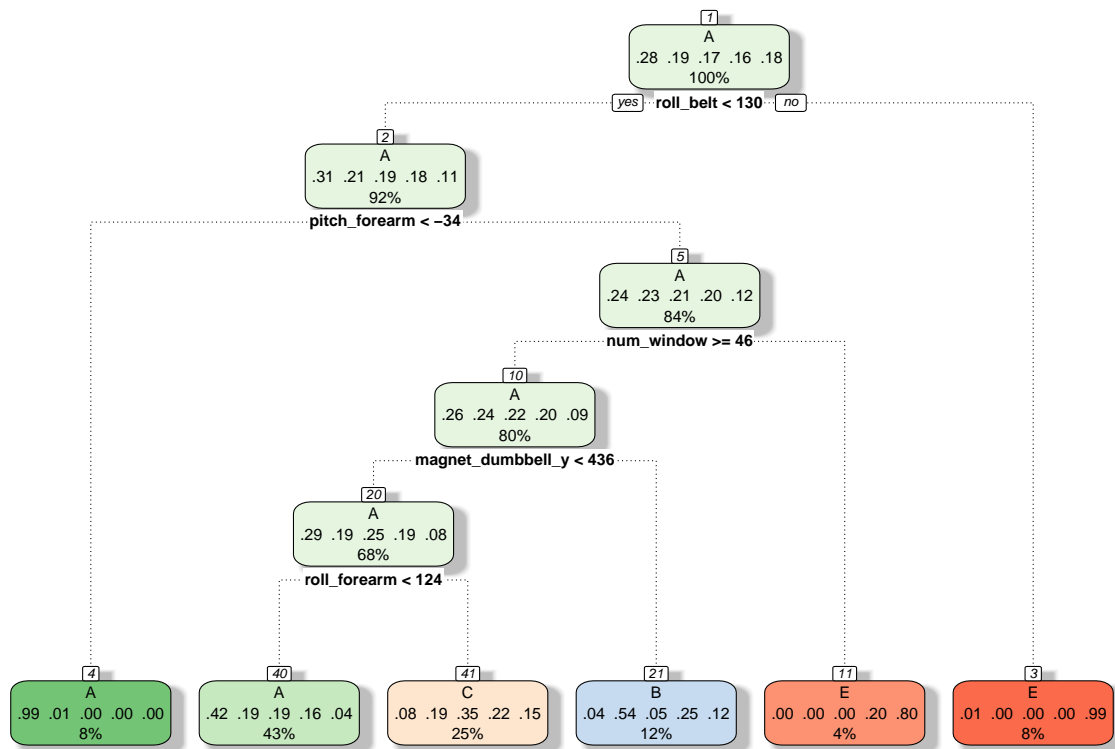 1
A
.28 .19 .17 .16 .18
100%
yes roll_belt < 130 no
2
A
.31 .21 .19 .18 .11
92%
pitch_forearm < −34
5
A
.24 .23 .21 .20 .12
84%
num_window >= 46
10
A
.26 .24 .22 .20 .09
80%
magnet_dumbbell_y < 436
20
A
.29 .19 .25 .19 .08
68%
roll_forearm < 124
4
A
.99 .01 .00 .00 .00
8%
40
A
.42 .19 .19 .16 .04
43%
41
C
.08 .19 .35 .22 .15
25%
21
B
.04 .54 .05 .25 .12
12%
11
E
.00 .00 .00 .20 .80
4%
3
E
.01 .00 .00 .00 .99
8%